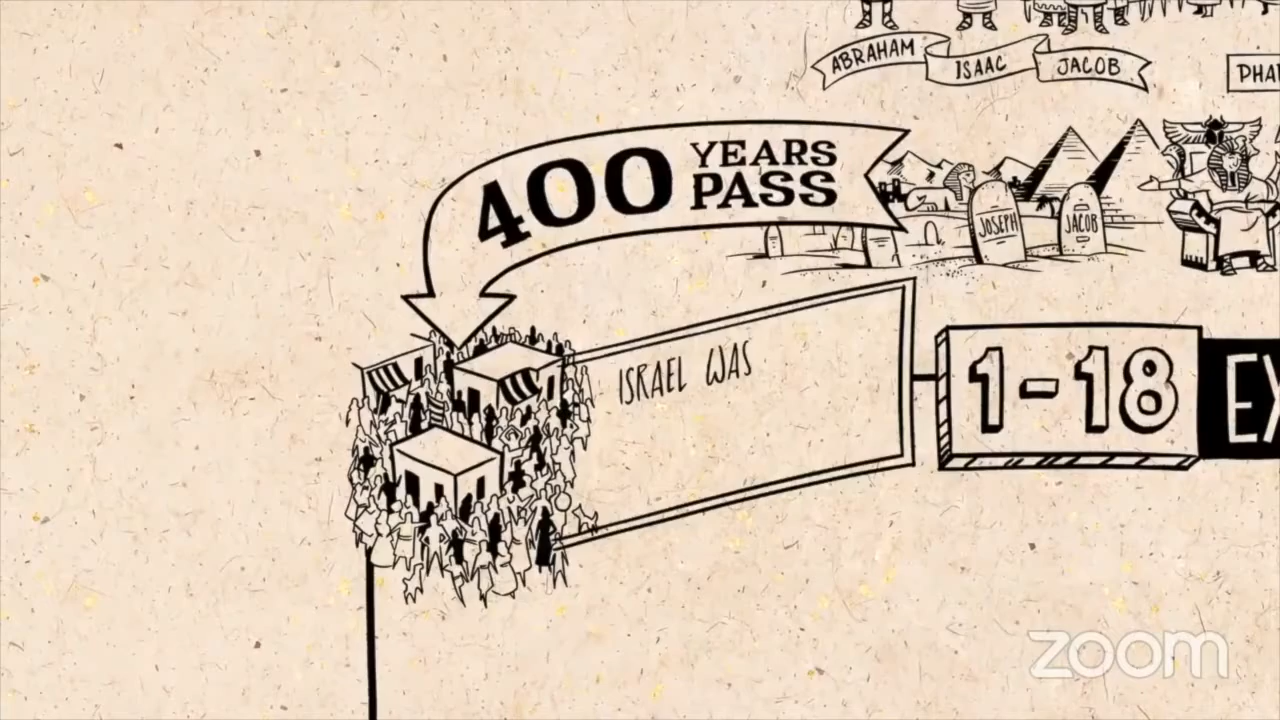 ABRAHAM
ISAAC
JACOB
400 YEARS PASS
JOSEPH
JACOB
ISRAEL WAS
1-18
zoom